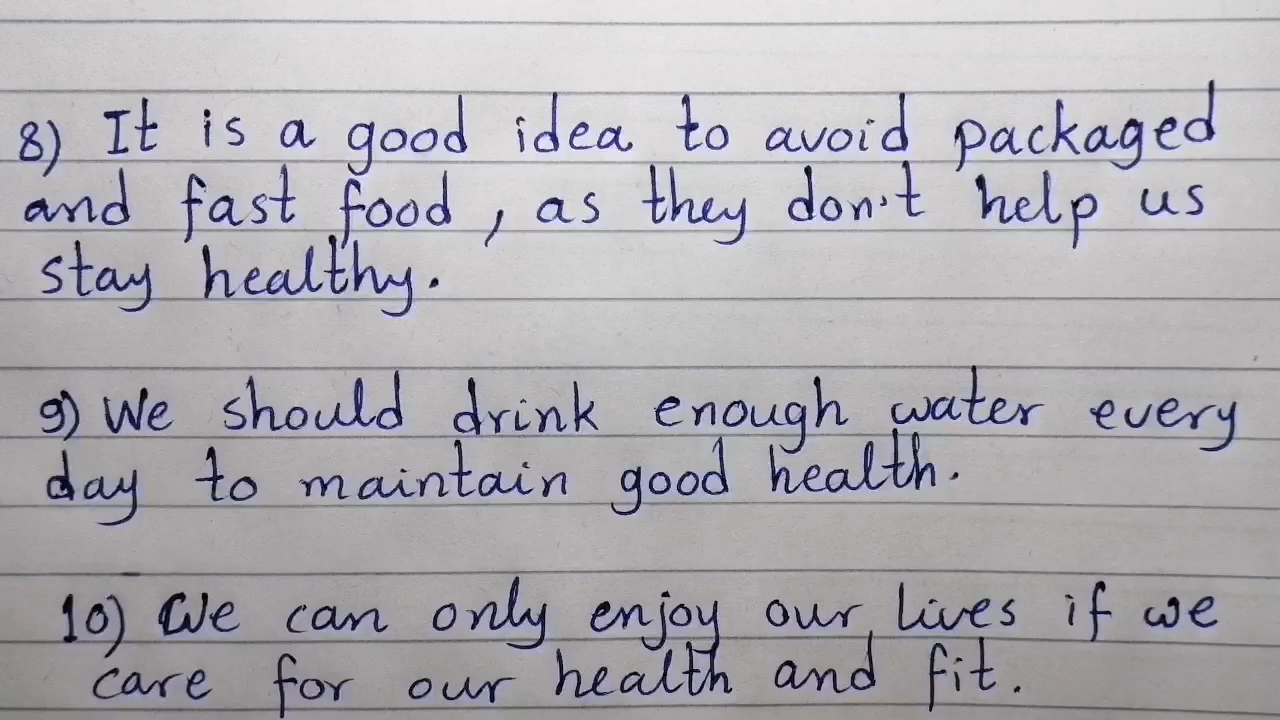 8) It is a good idea to avoid packaged
and fast food, as they don't help us
stay healthy.
9) We should drink enough water every
day to maintain good health.
10) We can only enjoy our lives if we
care for our health and fit.